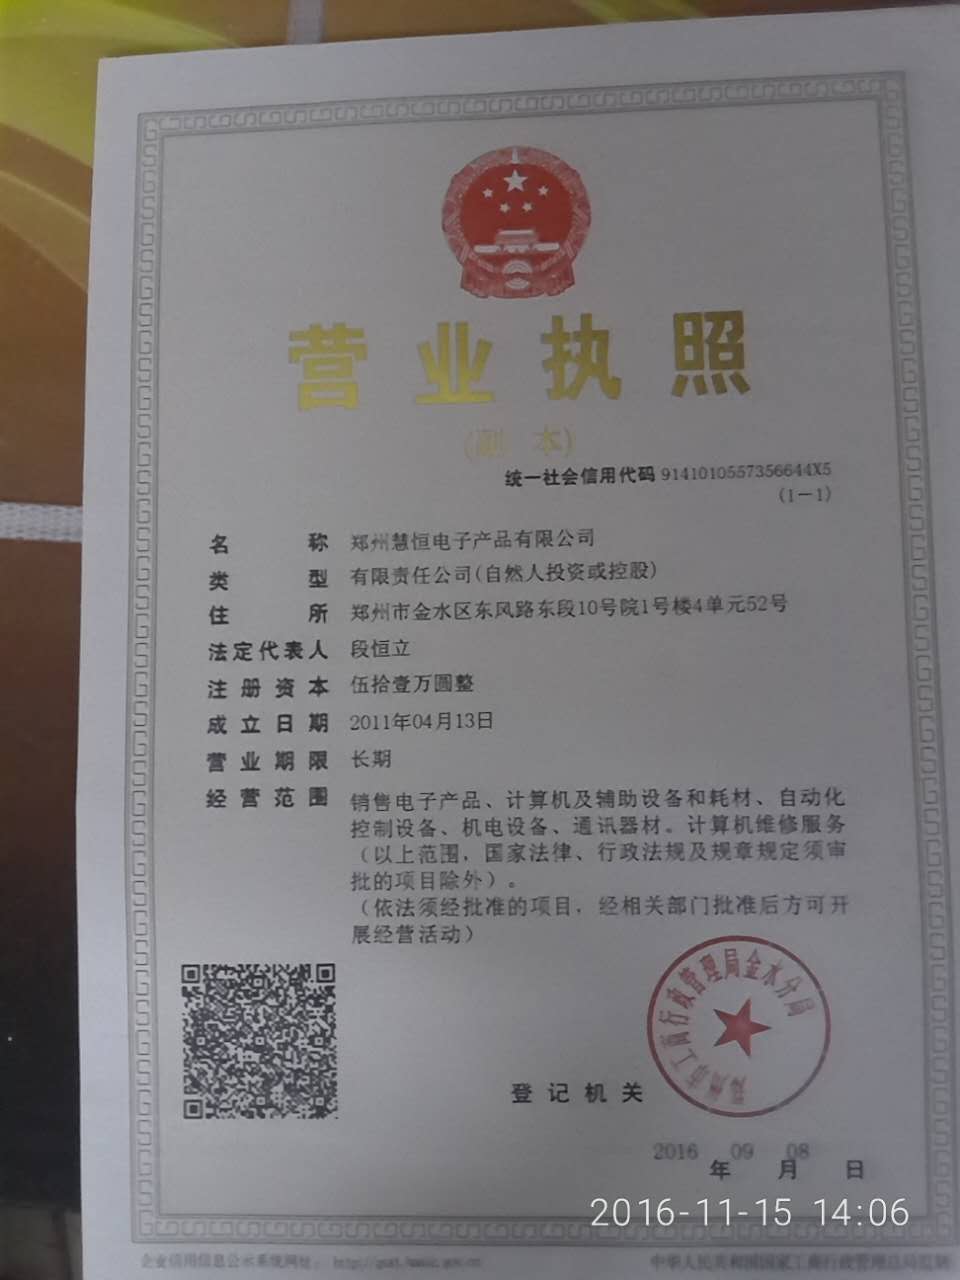 营业执照
(副 本)
统一社会信用代码 9141010557356644X5
(1-1)
名称 郑州慧恒电子产品有限公司
类型 有限责任公司(自然人投资或控股)
住所 郑州市金水区东风路东段10号院1号楼4单元52号
法定代表人 段恒立
注册资本 伍拾壹万圆整
成立日期 2011年04月13日
营业期限 长期
经营范围 销售电子产品、计算机及辅助设备和耗材、自动化
控制设备、机电设备、通讯器材。计算机维修服务
（以上范围，国家法律、行政法规及规章规定须审
批的项目除外）。
（依法须经批准的项目，经相关部门批准后方可开
展经营活动）
郑州市工商行政管理局金水分局
登记机关
2016 09 08
年 月 日
2016-11-15 14:06
企业信用信息公示系统网址：
中华人民共和国国家工商行政管理总局监制